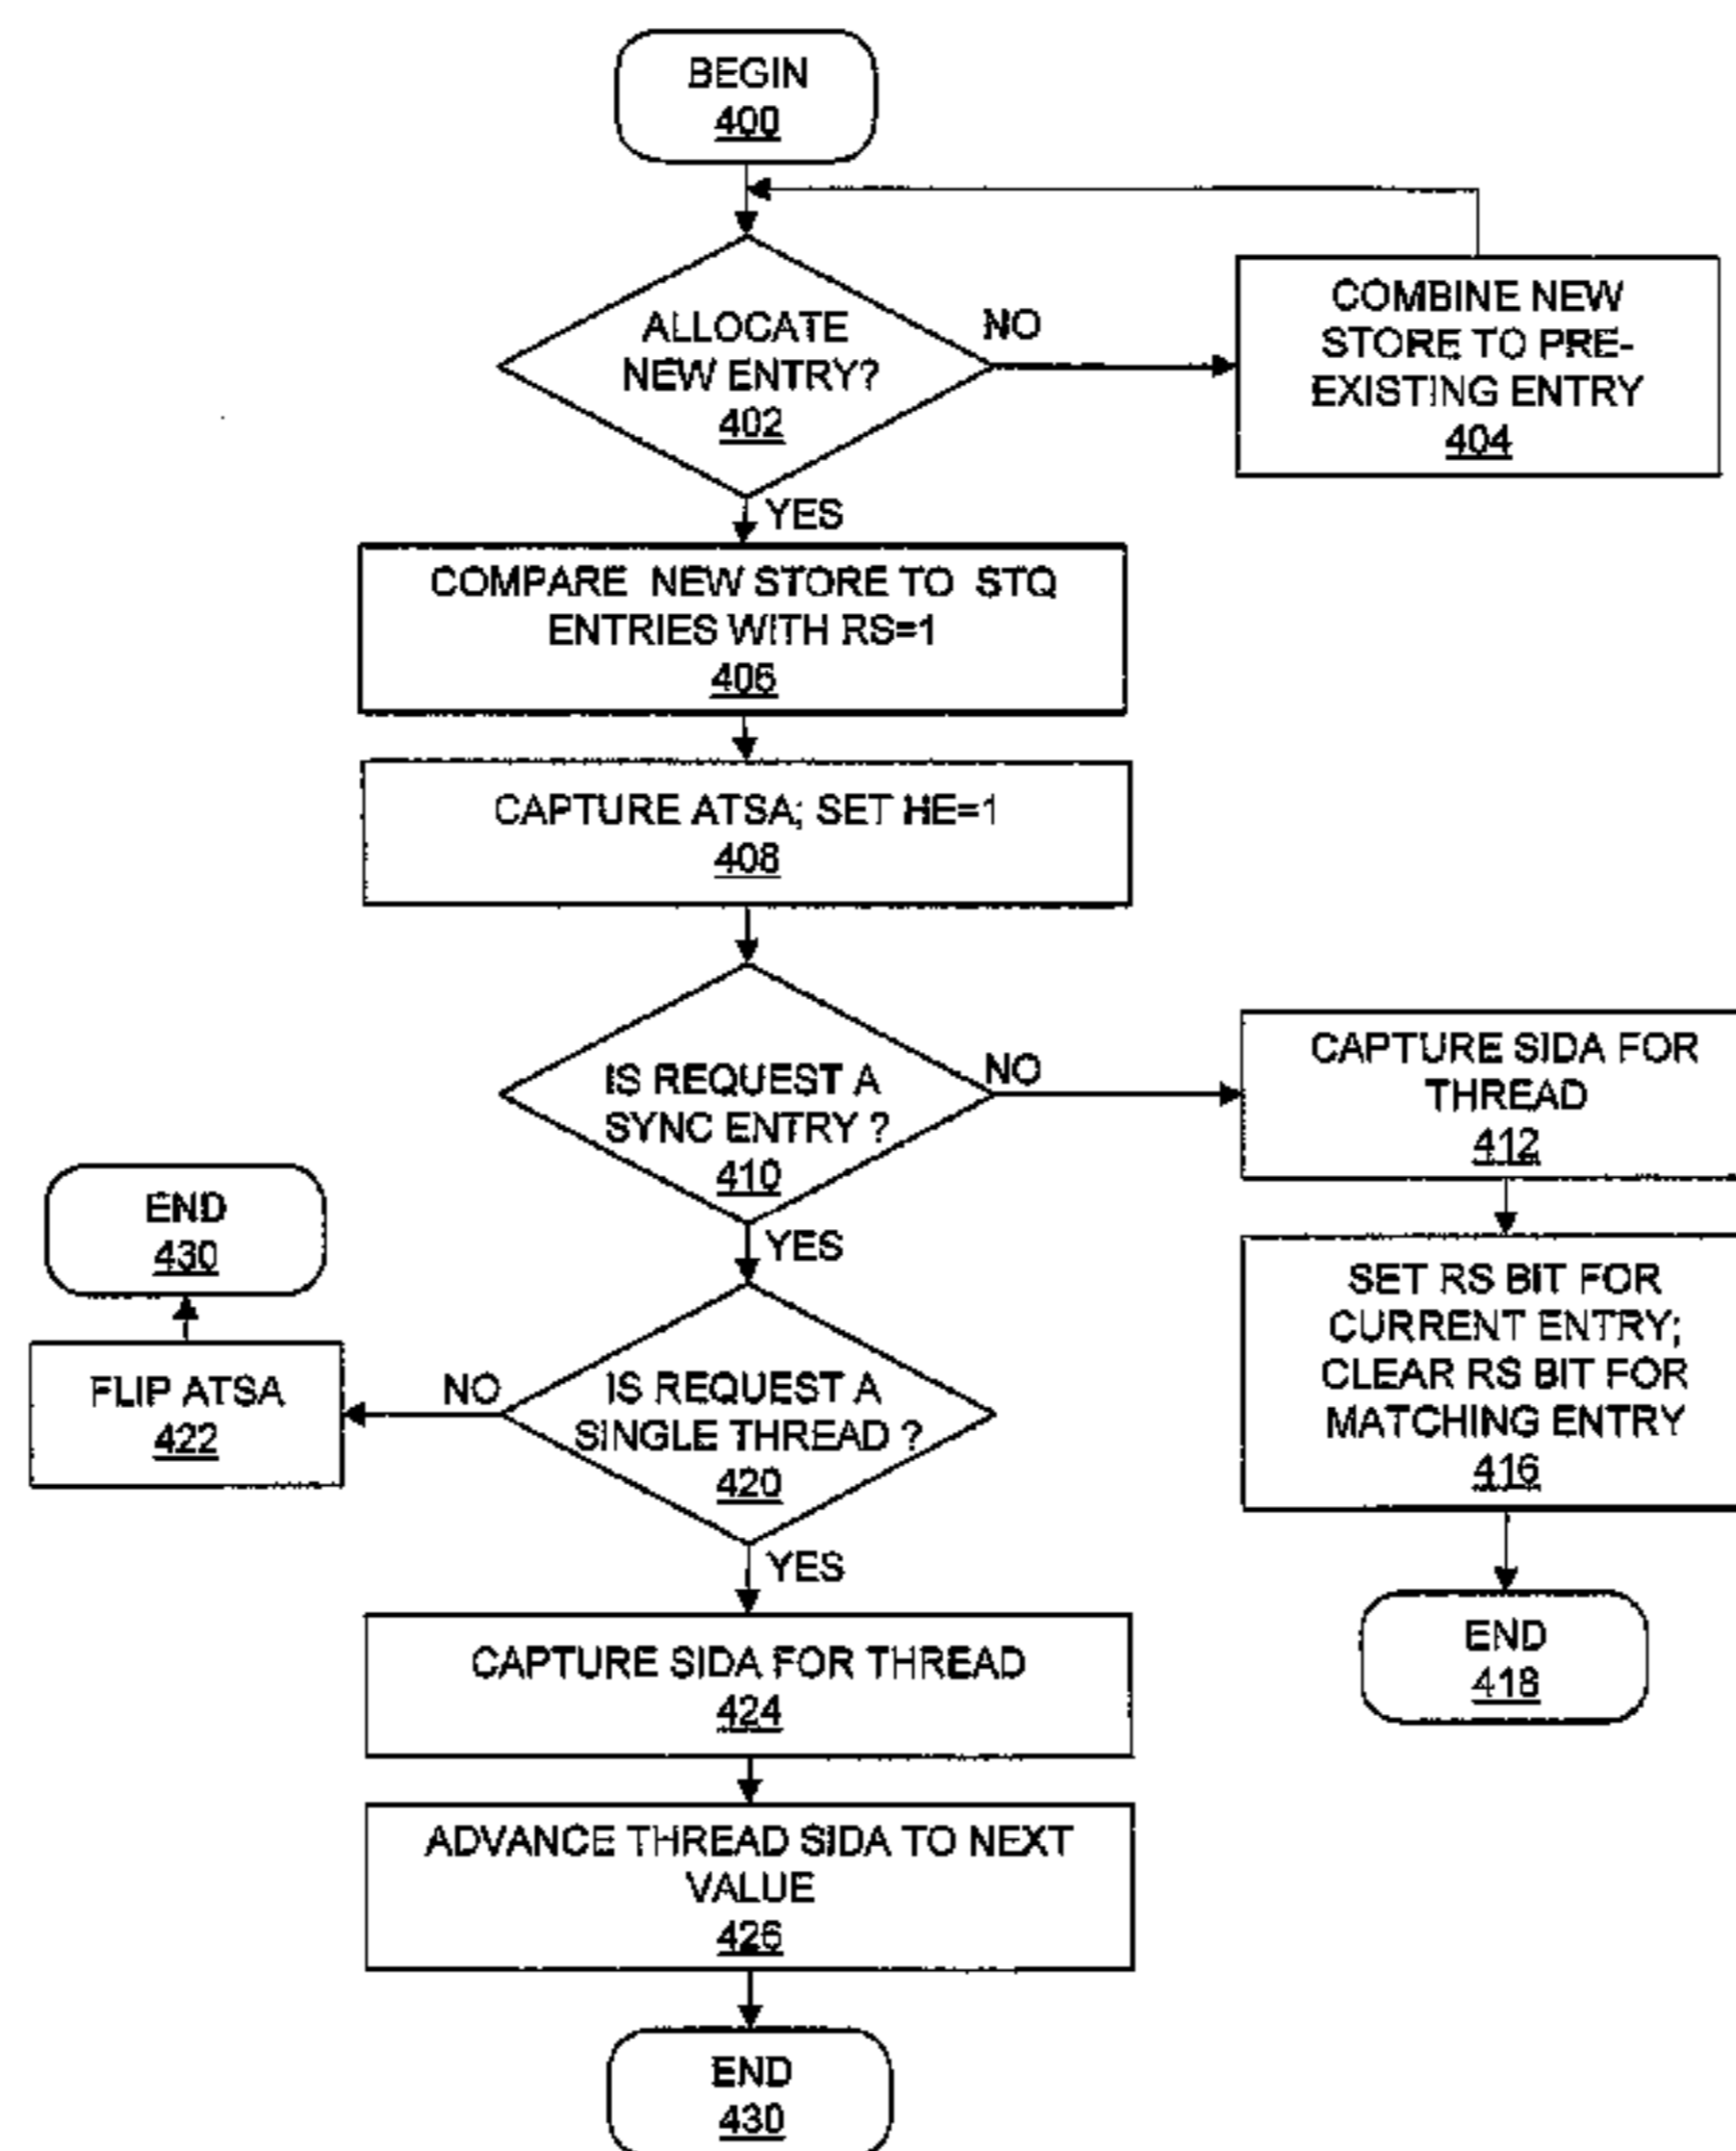 BEGIN
400
ALLOCATE
NEW ENTRY?
402
NO
COMBINE NEW
STORE TO PRE-
EXISTING ENTRY
404
YES
COMPARE NEW STORE TO STQ
ENTRIES WITH RS=1
406
CAPTURE ATSA; SET HE=1
408
IS REQUEST A
SYNC ENTRY ?
410
NO
CAPTURE SIDA FOR
THREAD
412
YES
SET RS BIT FOR
CURRENT ENTRY;
CLEAR RS BIT FOR
MATCHING ENTRY
416
END
418
END
430
FLIP ATSA
422
NO
IS REQUEST A
SINGLE THREAD ?
420
YES
CAPTURE SIDA FOR THREAD
424
ADVANCE THREAD SIDA TO NEXT
VALUE
426
END
430